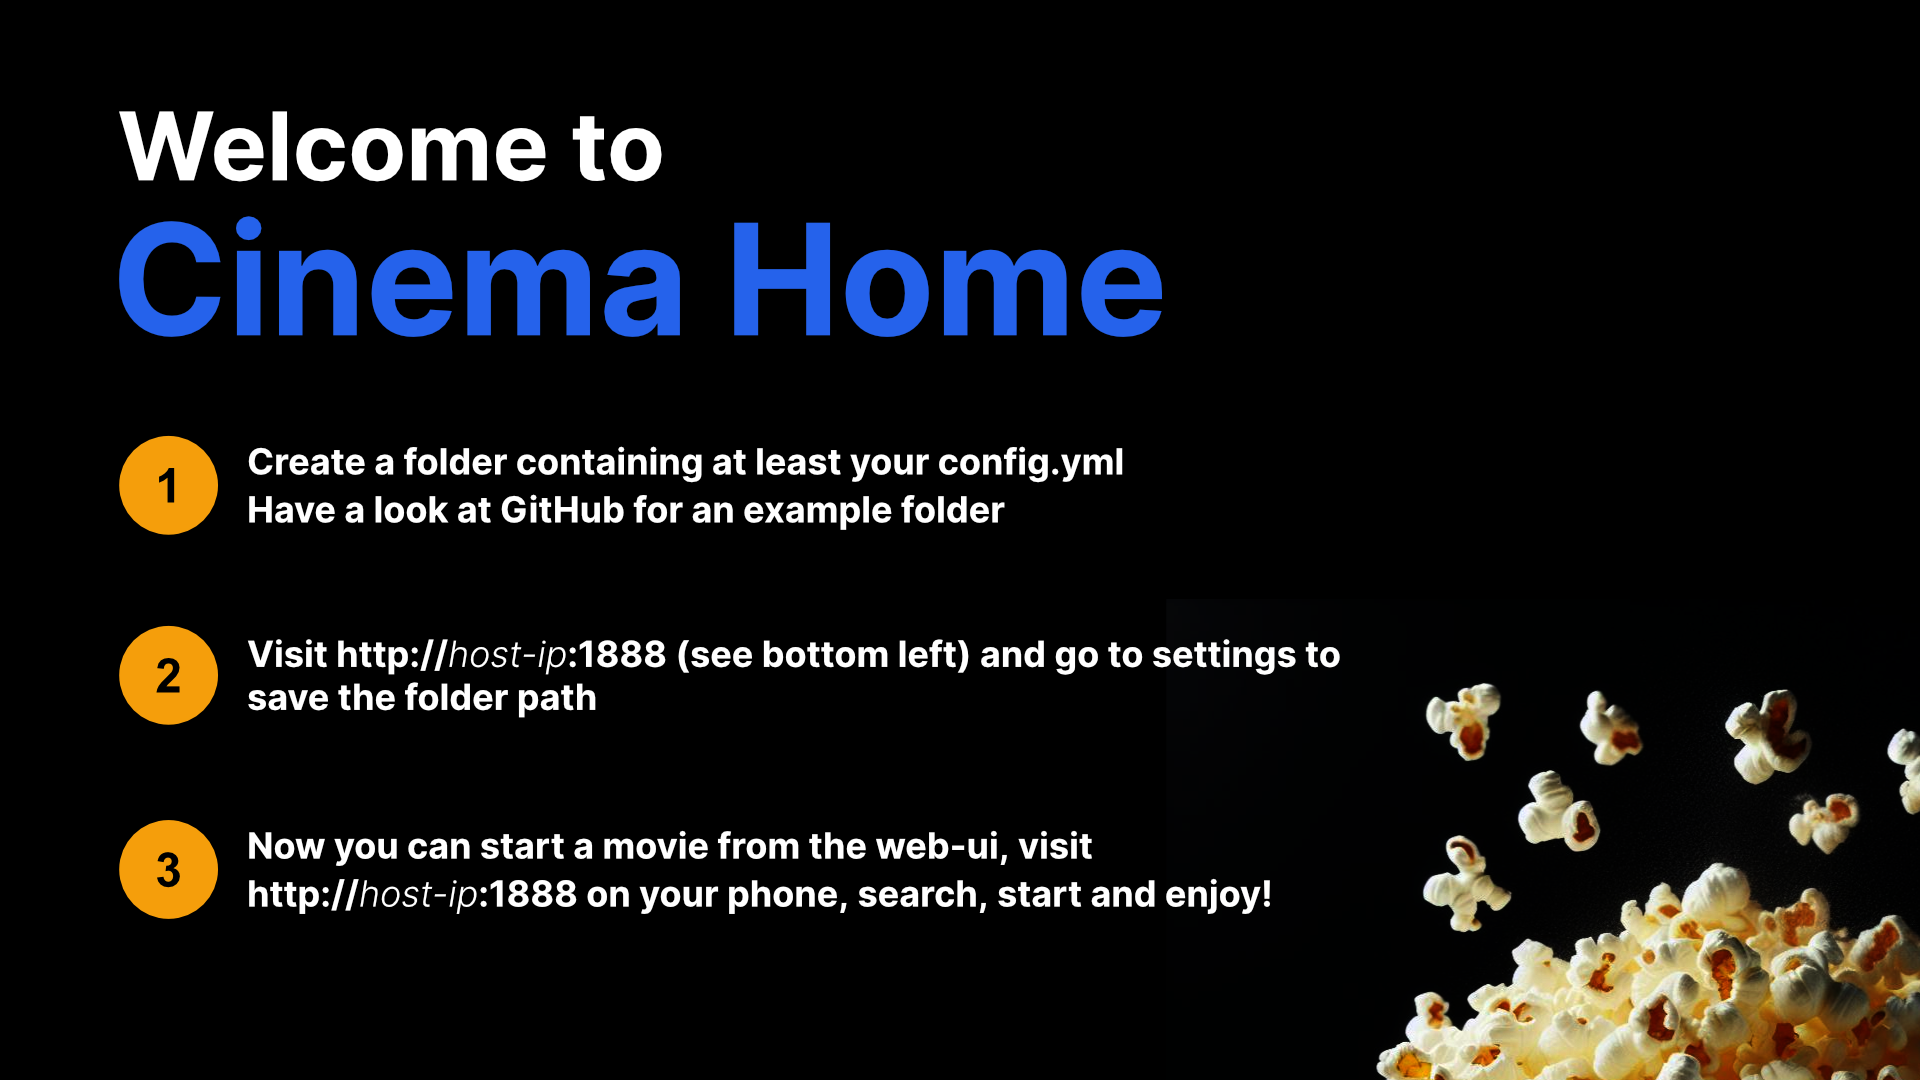 Welcome to
Cinema Home
1
Create a folder containing at least your config.yml
Have a look at GitHub for an example folder
2
Visit http://host-ip:1888 (see bottom left) and go to settings to
save the folder path
3
Now you can start a movie from the web-ui, visit
http://host-ip:1888 on your phone, search, start and enjoy!